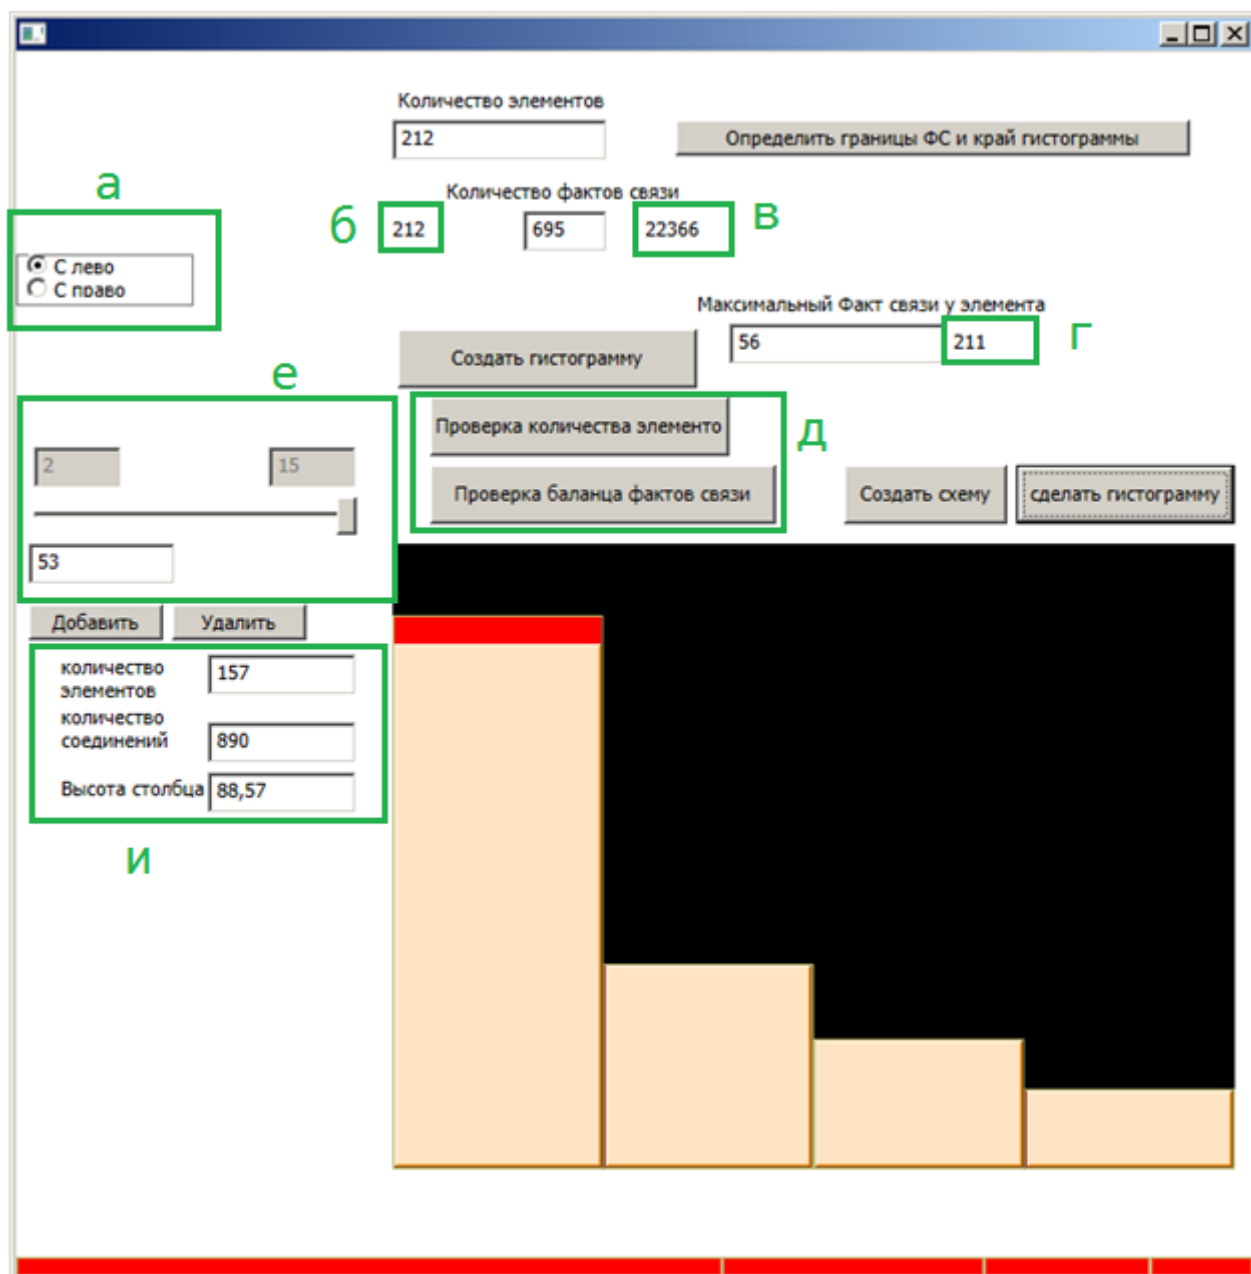 Количество элементов
212
Определить границы ФС и край гистограммы
а
Количество фактов связи
б
212
695
22366
в
С лево
С право
Максимальный Факт связи у элемента
56
211
г
Создать гистограмму
е
Проверка количества элементо
д
2
15
Проверка баланца фактов связи
Создать схему
сделать гистограмму
53
Добавить
Удалить
количество
элементов
157
количество
соединений
890
Высота столбца
88,57
и